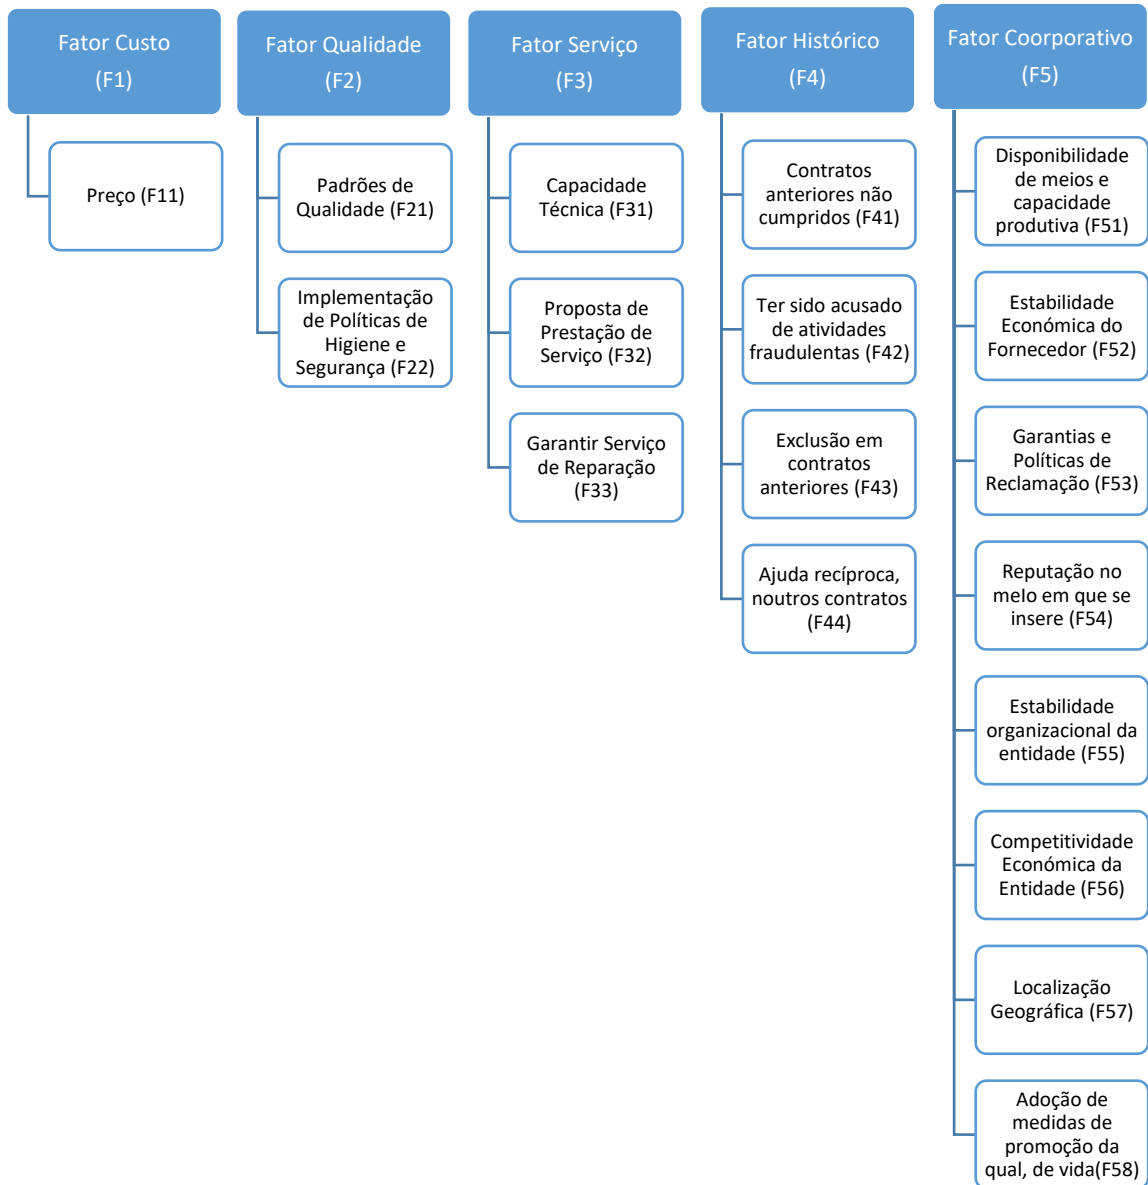 Fator Custo
(F1)
Preço (F11)
Fator Qualidade
(F2)
Padrões de
Qualidade (F21)
Implementação
de Políticas de
Higiene e
Segurança (F22)
Fator Serviço
(F3)
Capacidade
Técnica (F31)
Proposta de
Prestação de
Serviço (F32)
Garantir Serviço
de Reparação
(F33)
Fator Histórico
(F4)
Contratos
anteriores não
cumpridos (F41)
Ter sido acusado
de atividades
fraudulentas (F42)
Exclusão em
contratos
anteriores (F43)
Ajuda recíproca,
noutros contratos
(F44)
Fator Coorporativo
(F5)
Disponibilidade
de meios e
capacidade
produtiva (F51)
Estabilidade
Económica do
Fornecedor (F52)
Garantias e
Políticas de
Reclamação (F53)
Reputação no
meIo em que se
insere (F54)
Estabilidade
organizacional da
entidade (F55)
Competitividade
Económica da
Entidade (F56)
Localização
Geográfica (F57)
Adoção de
medidas de
promoção da
qual, de vida(F58)